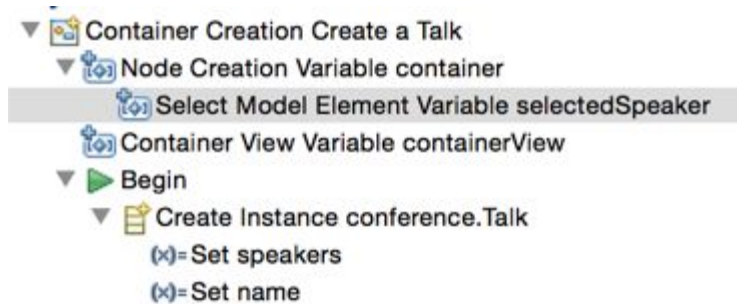 Container Creation Create a Talk
Node Creation Variable container
Select Model Element Variable selectedSpeaker
Container View Variable containerView
Begin
Create Instance conference.Talk
(x)= Set speakers
(x)= Set name